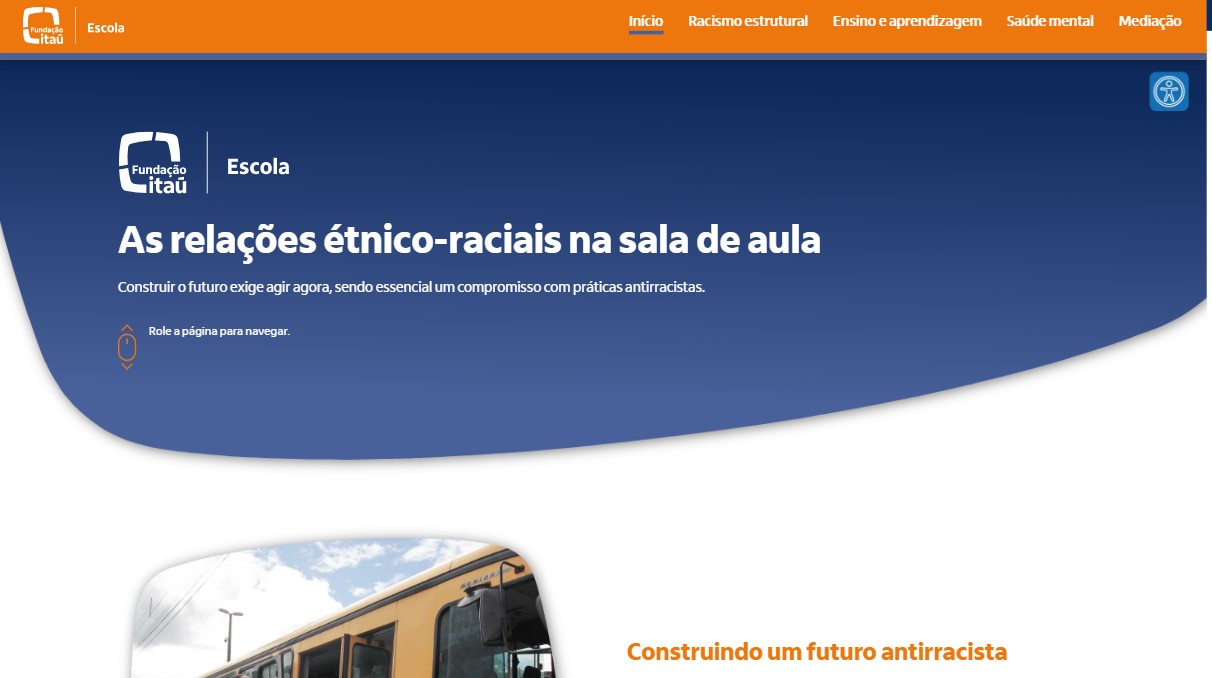 Fundação
itaú
Escola
Início
Racismo estrutural
Ensino e aprendizagem
Saúde mental
Mediação
Fundação
itaú
Escola
As relações étnico-raciais na sala de aula
Construir o futuro exige agir agora, sendo essencial um compromisso com práticas antirracistas.
Role a página para navegar.
Construindo um futuro antirracista